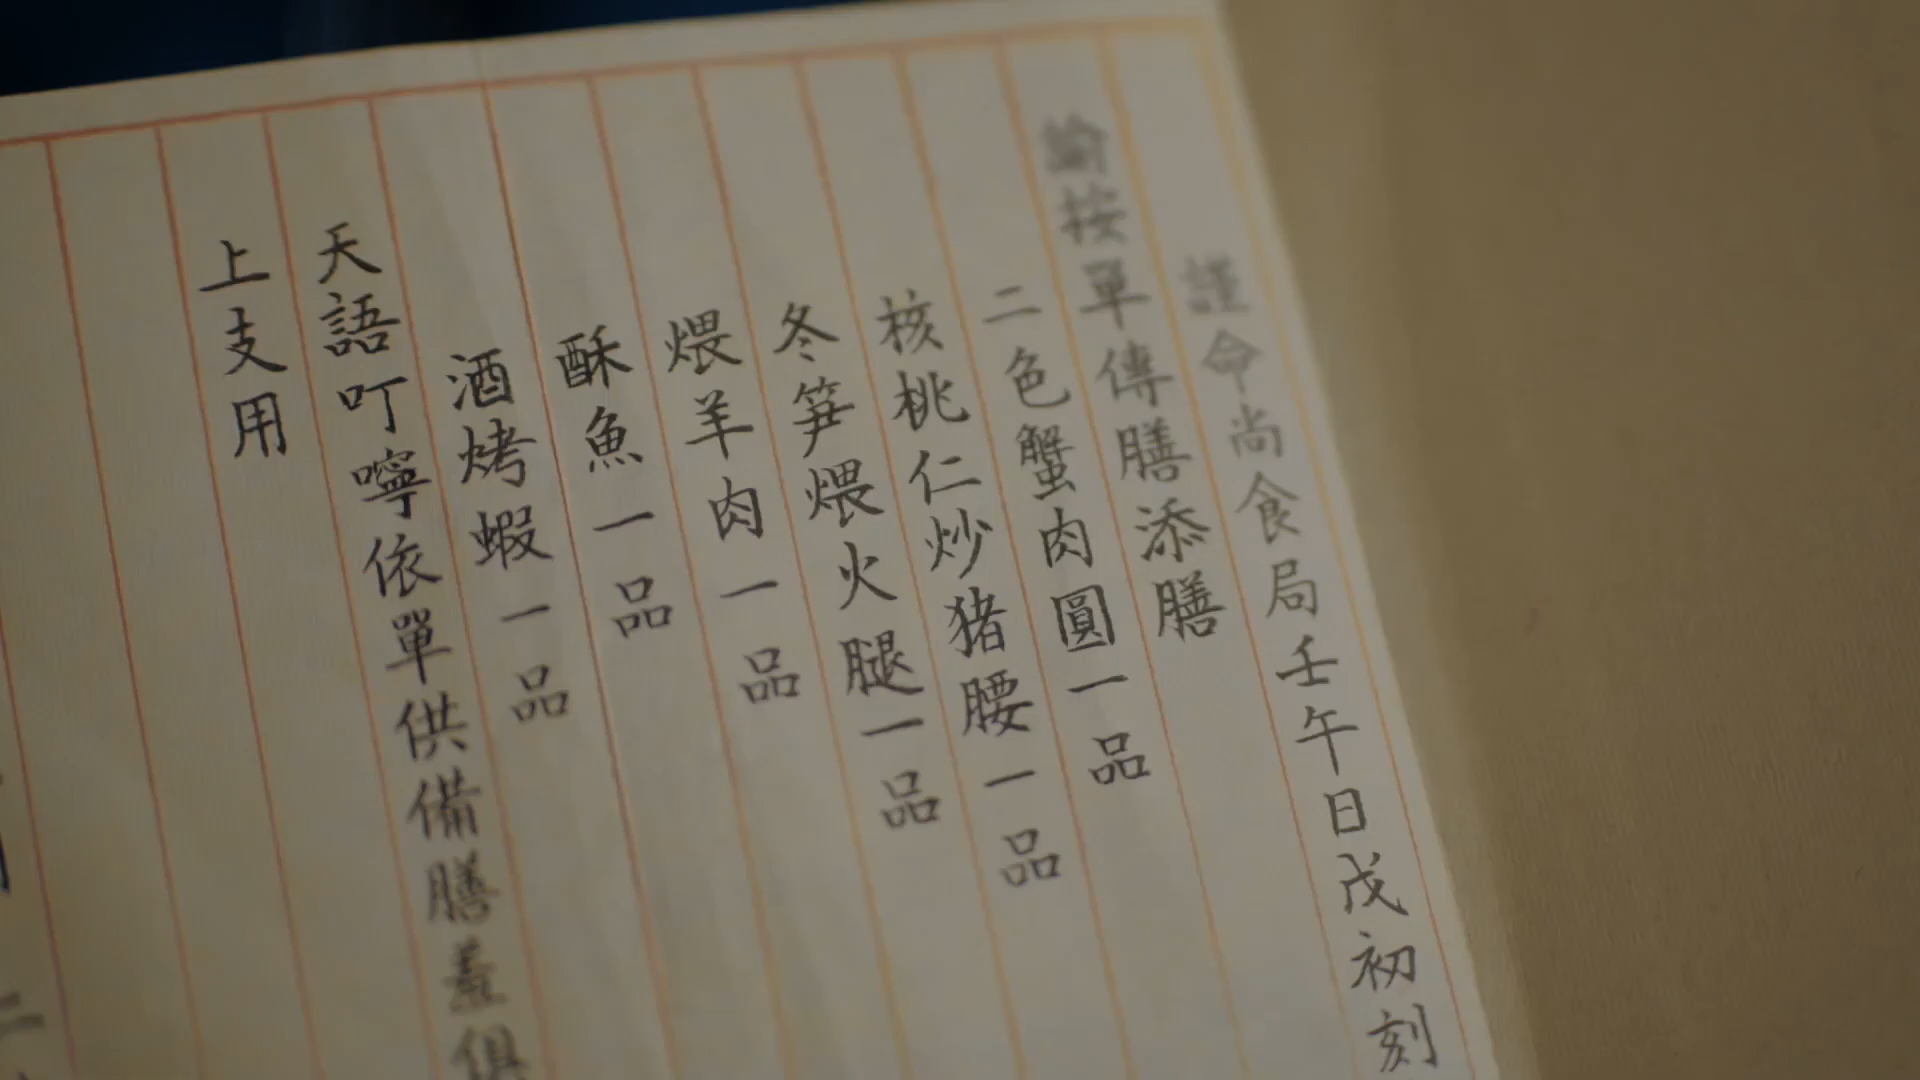 謹命尚食局壬午日戊初刻
諭按單傳膳添膳
二色蟹肉圓一品
核桃仁炒猪腰一品
冬笋煨火腿一品
煨羊肉一品
酥魚一品
酒烤蝦一品
天語叮嚀依單供備膳羞俱
上支用